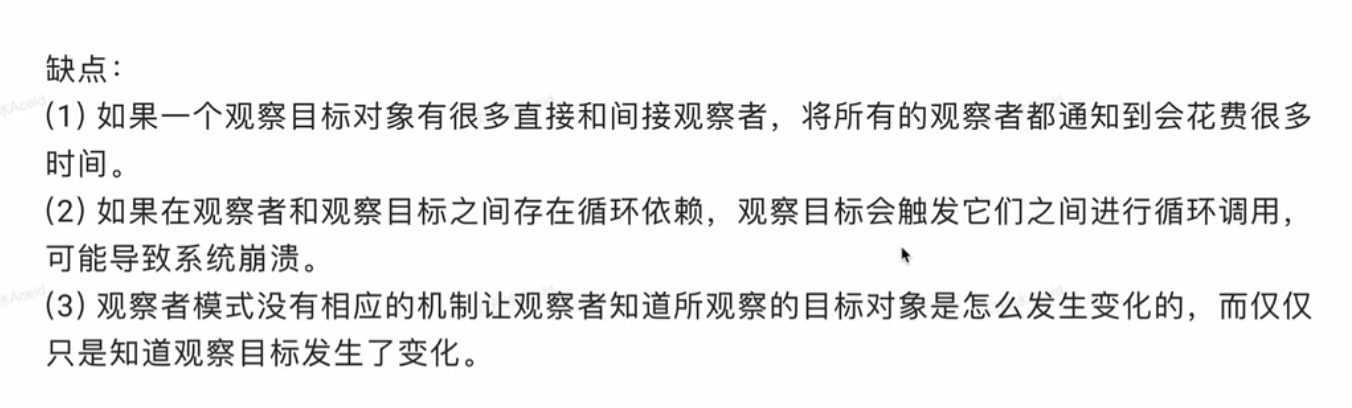 缺点：
(1) 如果一个观察目标对象有很多直接和间接观察者，将所有的观察者都通知到会花费很多
时间。
(2) 如果在观察者和观察目标之间存在循环依赖，观察目标会触发它们之间进行循环调用，
可能导致系统崩溃。
(3) 观察者模式没有相应的机制让观察者知道所观察的目标对象是怎么发生变化的，而仅仅
只是知道观察目标发生了变化。